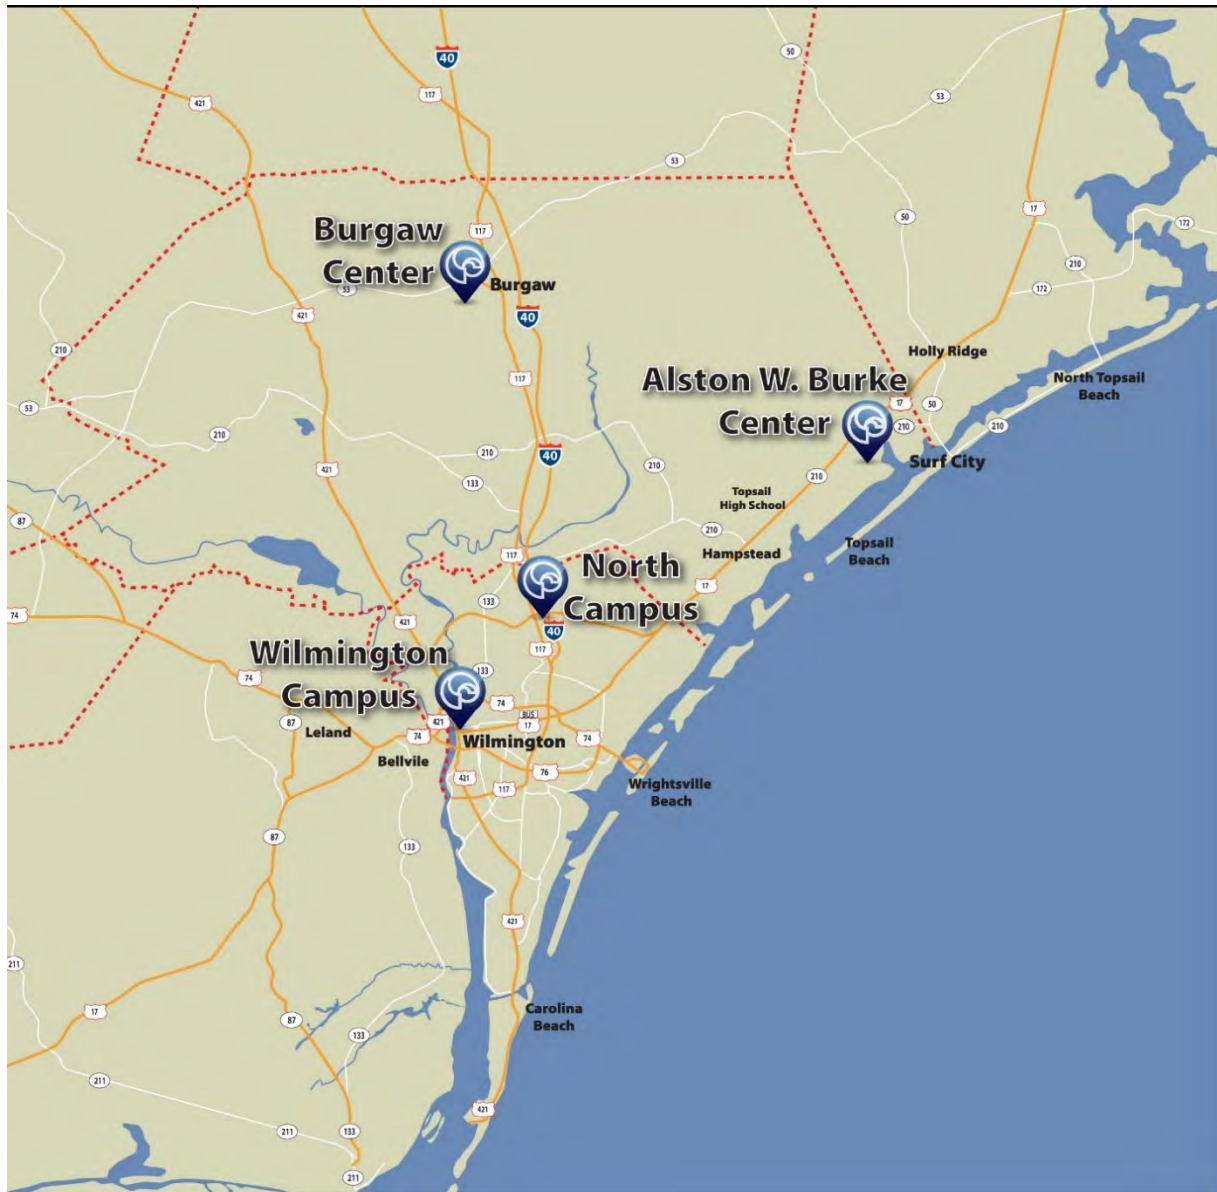 40
50
421
117
53
53
50
17
172
210
172
117
Burgaw
Center
Burgaw
53
421
40
210
117
Holly Ridge
North Topsail
Beach
Alston W. Burke
Center
17
50
210
210
53
210
421
210
133
40
210
210
Surf City
Topsail
High School
87
210
Hampstead
Topsail
Beach
117
17
North
Campus
133
74
421
40
117
Wilmington
Campus
133
74
74
87
Leland
421
74
BUS
17
74
Wilmington
Bellvile
421
76
117
Wrightsville
Beach
87
133
421
211
17
87
133
Carolina
Beach
211
421
211
133
211